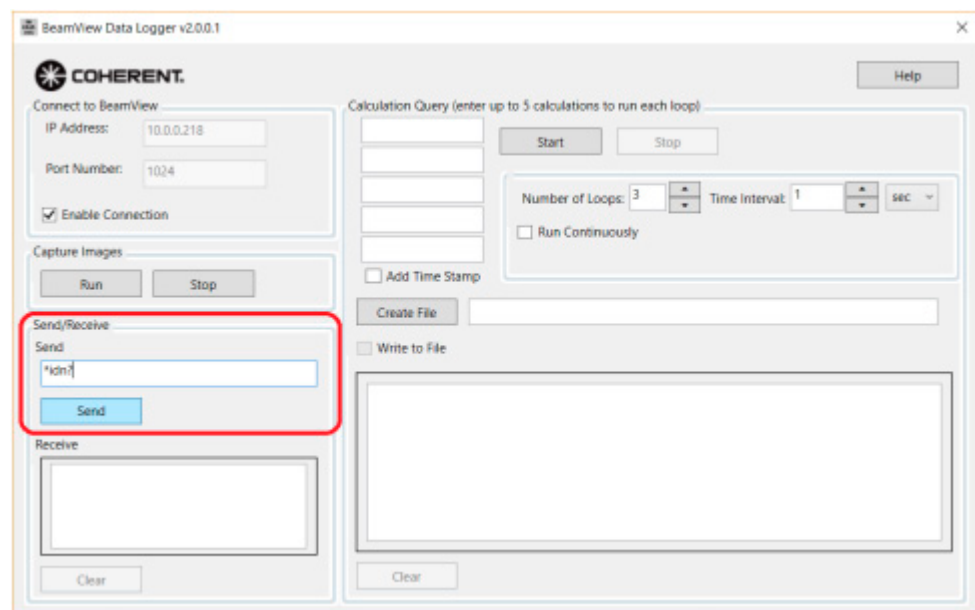 BeamView Data Logger v2.0.0.1
COHERENT.
Help
Connect to BeamView
IP Address: 10.0.0.218
Port Number: 1024
Enable Connection
Capture Images
Run Stop
Send/Receive
Send
*idn?
Send
Receive
Clear
Calculation Query (enter up to 5 calculations to run each loop)
Start Stop
Number of Loops: 3 Time Interval: 1 sec
Run Continuously
Add Time Stamp
Create File
Write to File
Clear